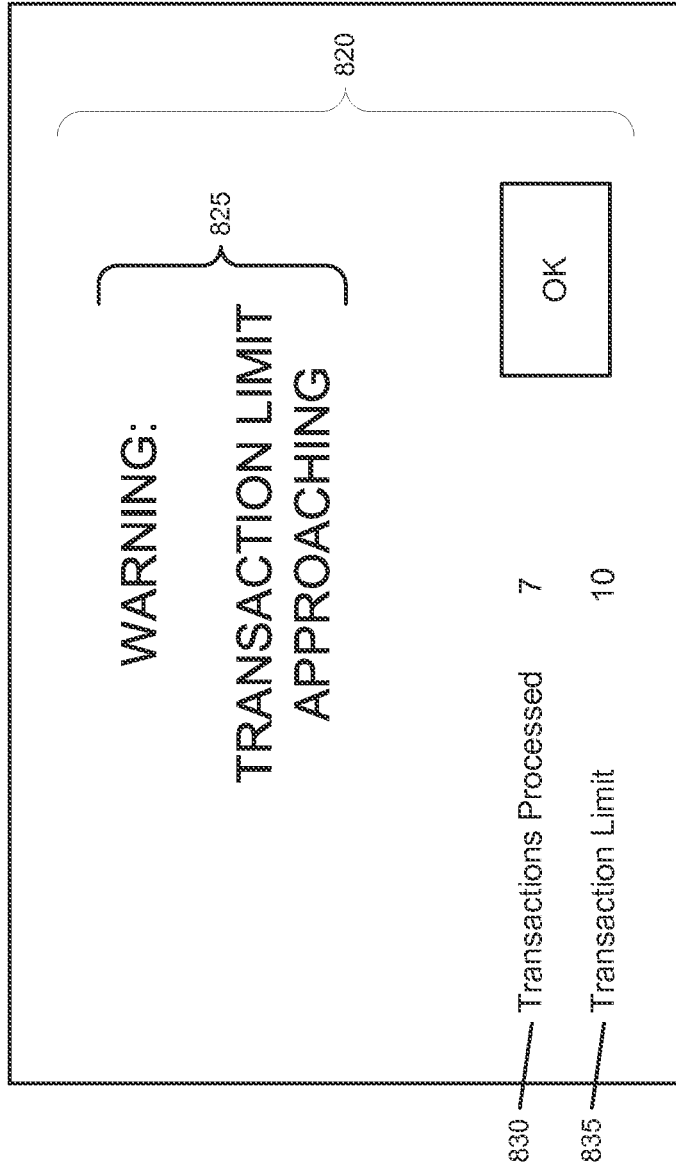 820
825
WARNING:
TRANSACTION LIMIT
APPROACHING
830 Transactions Processed 7
835 Transaction Limit 10
OK